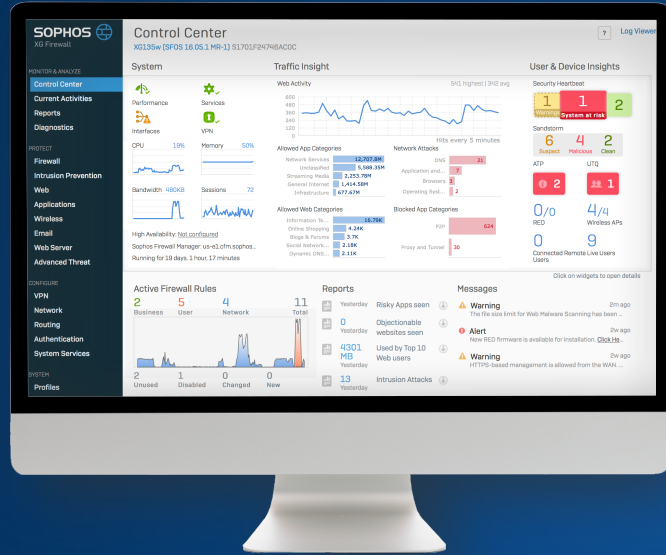 SOPHOS
XG Firewall
Control Center
XG135w (SFOS 16.05.1 MR-1) S1701F24746AC0C
?
Log Viewer
MONITOR & ANALYZE
Control Center
Current Activities
Reports
Diagnostics
PROTECT
Firewall
Intrusion Prevention
Web
Applications
Wireless
Email
Web Server
Advanced Threat
CONFIGURE
VPN
Network
Routing
Authentication
System Services
SYSTEM
Profiles
System
Performance
Services
Interfaces
VPN
CPU 19%
Memory 50%
Bandwidth 480KB
Sessions 72
High Availability: Not configured
Sophos Firewall Manager: us-e1.cfm.sophos...
Running for 19 days, 1 hour, 17 minutes
Traffic Insight
Web Activity
541 highest | 342 avg
600
480
360
240
120
0
Hits every 5 minutes
Allowed App Categories
Network Services 12,707.8M
Unclassified 5,589.35M
Streaming Media 2,253.78M
General Internet 1,414.58M
Infrastructure 677.67M
Network Attacks
DNS 21
Application and... 7
Browsers 3
Operating Syst... 2
Allowed Web Categories
Information Te... 16.79K
Online Shopping 4.24K
Blogs & Forums 3.7K
Social Network... 2.18K
Dynamic DNS... 2.11K
Blocked App Categories
P2P 624
Proxy and Tunnel 30
User & Device Insights
Security Heartbeat
1
Warnings
1
System at risk
2
Sandstorm
6
Suspect
4
Malicious
2
Clean
ATP
2
UTQ
1
0/0
RED
4/4
Wireless APs
0
Connected Remote Users
9
Live Users
Click on widgets to open details
Active Firewall Rules
2
Business
5
User
4
Network
11
Total
2
Unused
1
Disabled
0
Changed
0
New
Reports
Yesterday
Risky Apps seen
0
Yesterday
Objectionable
websites seen
4301
MB
Yesterday
Used by Top 10
Web users
13
Yesterday
Intrusion Attacks
Messages
Warning 2m ago
The file size limit for Web Malware Scanning has been ..
Alert 2w ago
New RED firmware is available for installation. Click He..
Warning 2w ago
HTTPS-based management is allowed from the WAN. ...